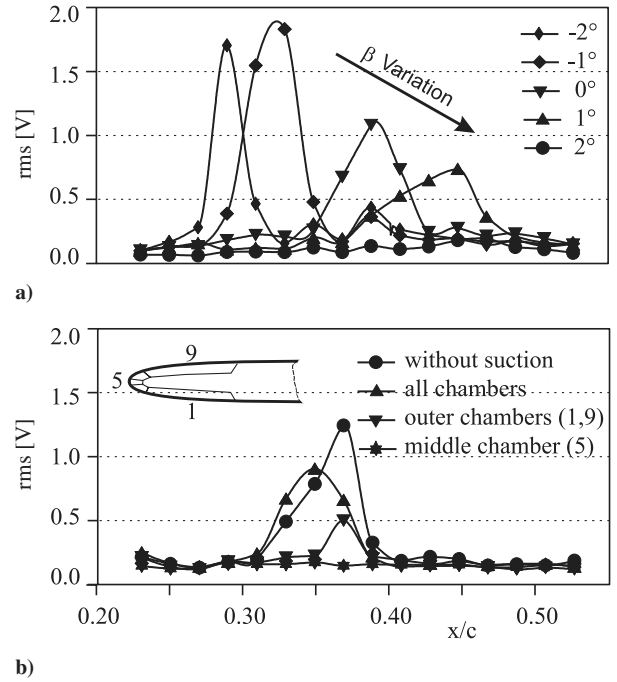 2.0
1.5
1.0
0.5
0.0
rms [V]
β Variation
-2°
-1°
0°
1°
2°
a)
2.0
1.5
1.0
0.5
0.0
rms [V]
9
5
1
without suction
all chambers
outer chambers (1,9)
middle chamber (5)
0.20
0.30
0.40
x/c
0.50
b)